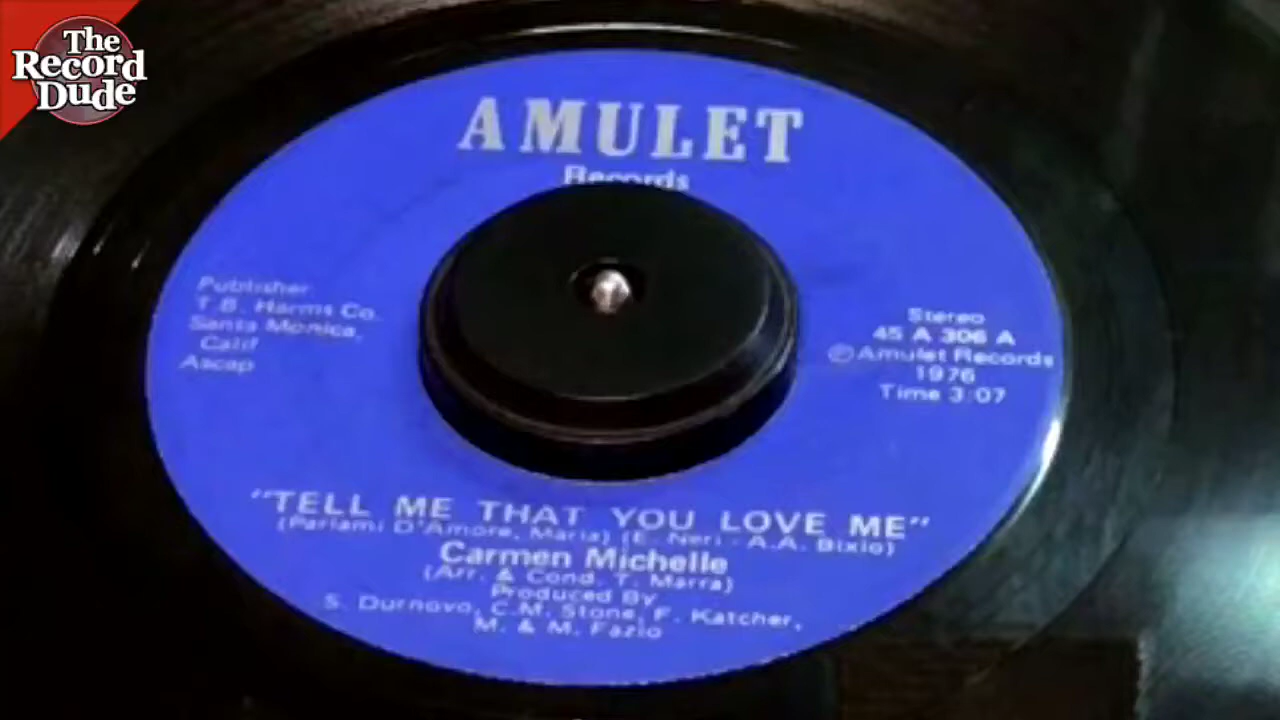 The
Record
Dude
AMULET
Records
Publisher
T.B. Harms Co.
Santa Monica,
Calif
Ascap
Stereo
45 A 306 A
℗Amulet Records
1976
Time 3:07
"TELL ME THAT YOU LOVE ME"
(Parlami D'Amore, Maria) (E. Neri - A.A. Bixio)
Carmen Michelle
(Arr. & Cond. T. Marra)
Produced By
S. Durnovo, C.M. Stone, F. Katcher,
M. & M. Fazio